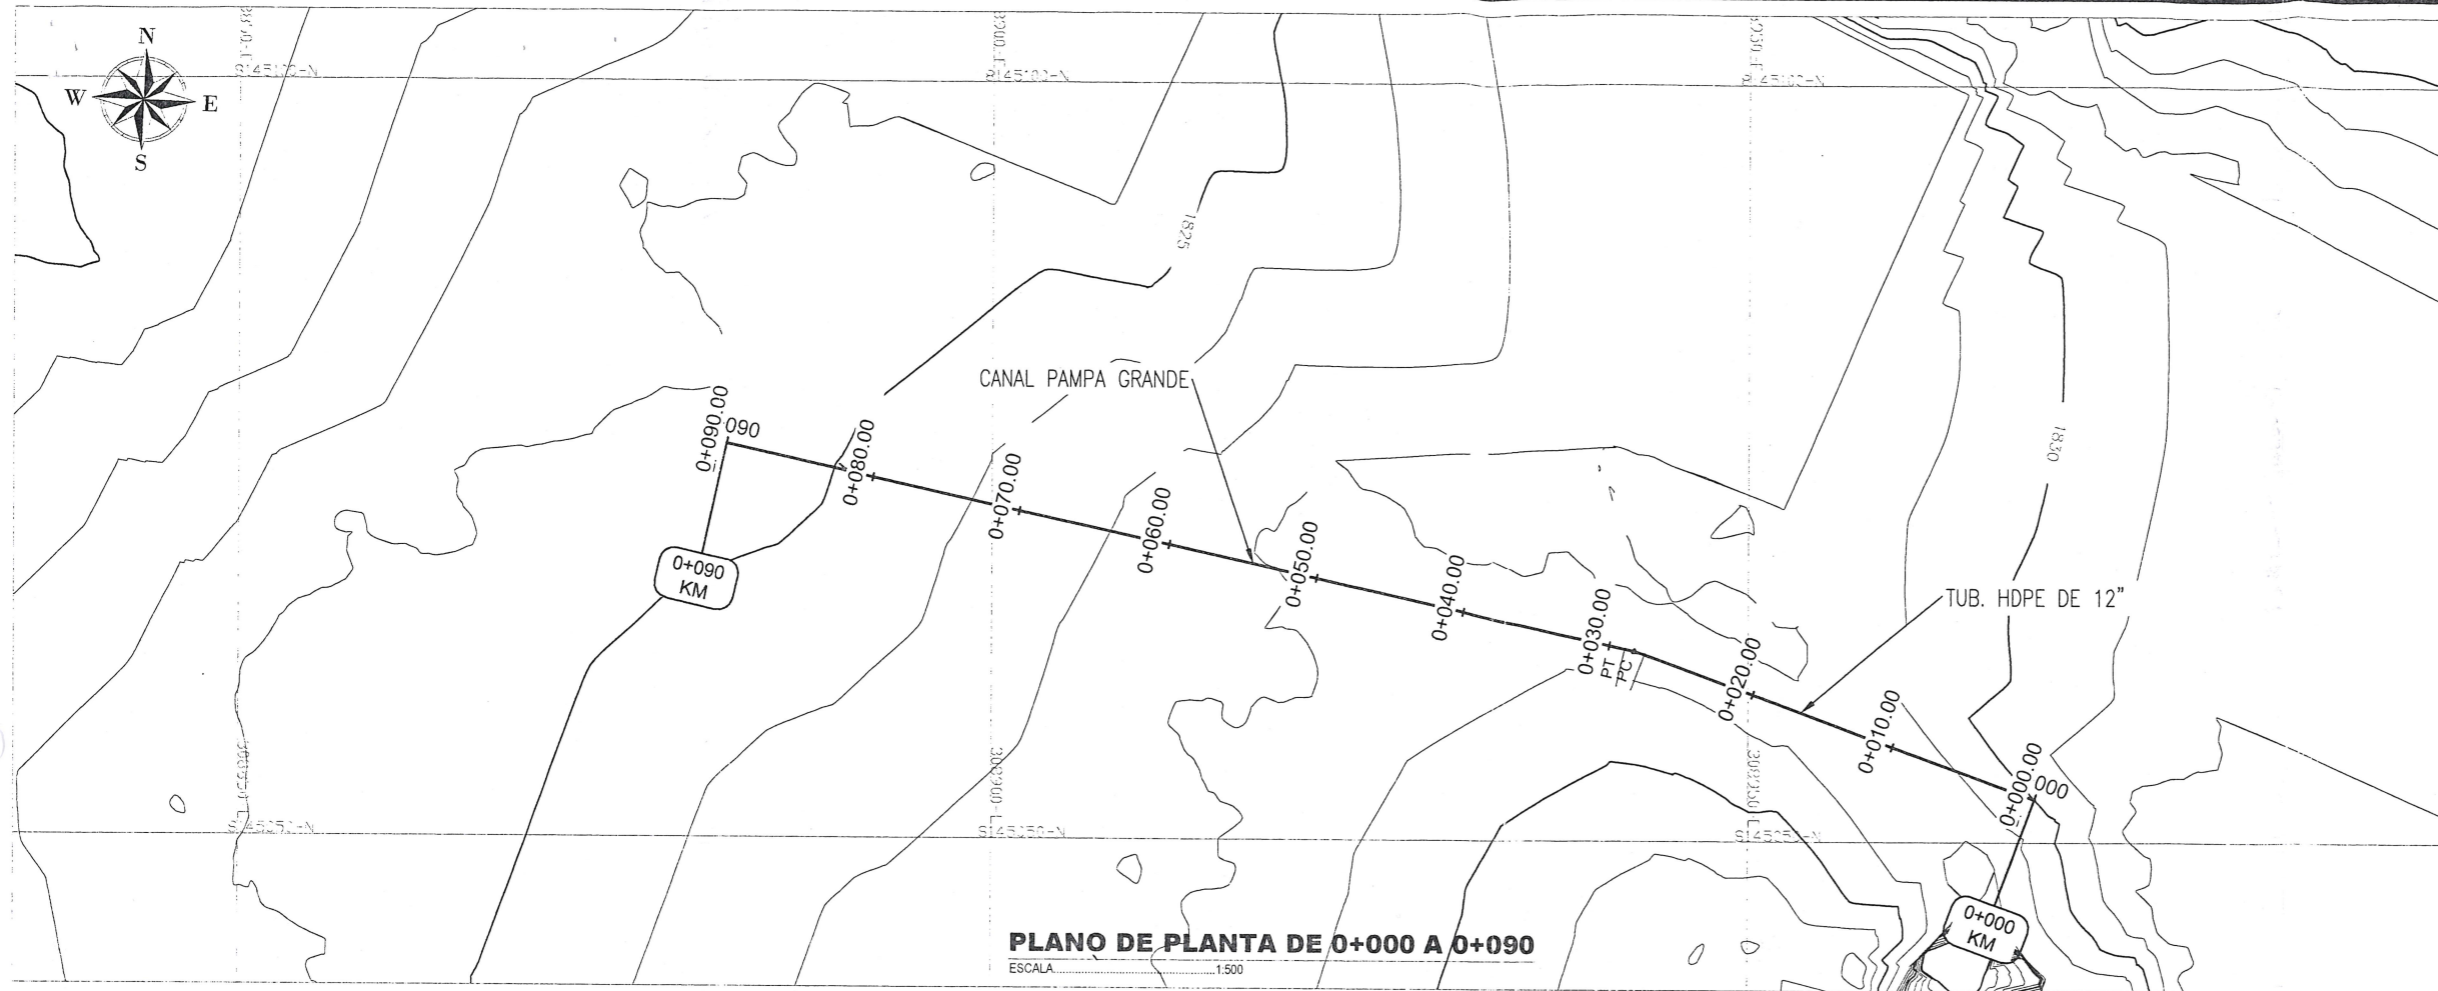 N
W E
S
8145100-N
8145100-N
8145100-N
1825
CANAL PAMPA GRANDE
0+090.00
090
0+080.00
0+070.00
0+060.00
0+050.00
0+040.00
0+030.00
PT
PC
0+020.00
0+010.00
0+000.00
000
1830
TUB. HDPE DE 12”
0+090
KM
0+000
KM
PLANO DE PLANTA DE 0+000 A 0+090
ESCALA..................................................1:500